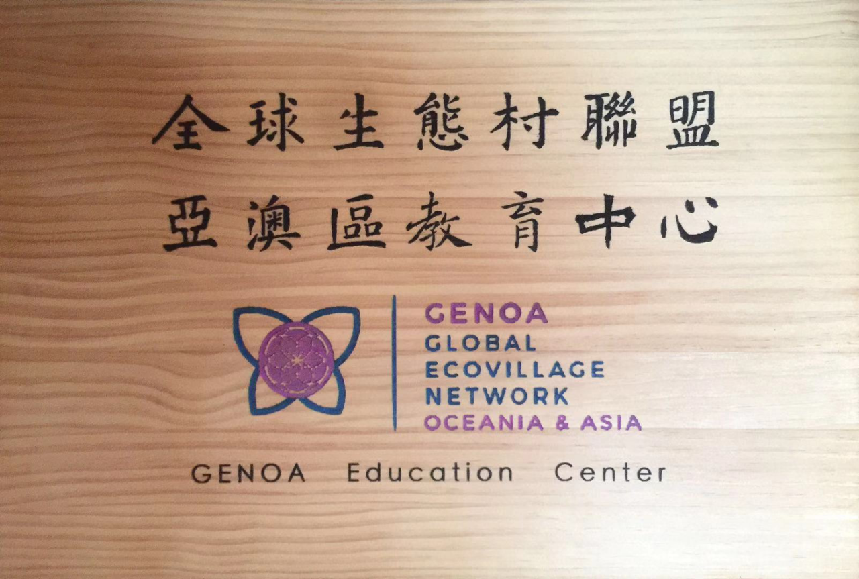 全球生態村聯盟
亞澳區教育中心
GENOA
GLOBAL
ECOVILLAGE
NETWORK
OCEANIA & ASIA
GENOA Education Center